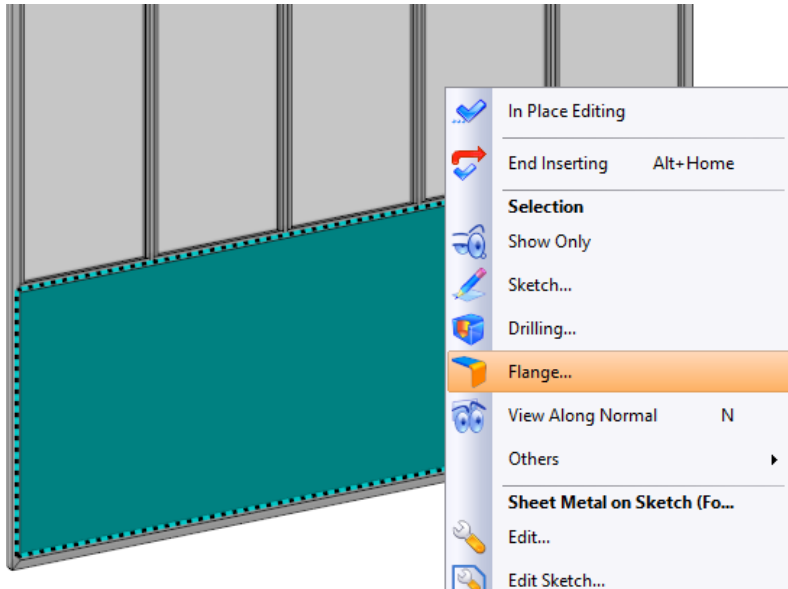 In Place Editing
End Inserting Alt+Home
Selection
Show Only
Sketch...
Drilling...
Flange...
View Along Normal N
Others
Sheet Metal on Sketch (Fo...
Edit...
Edit Sketch...